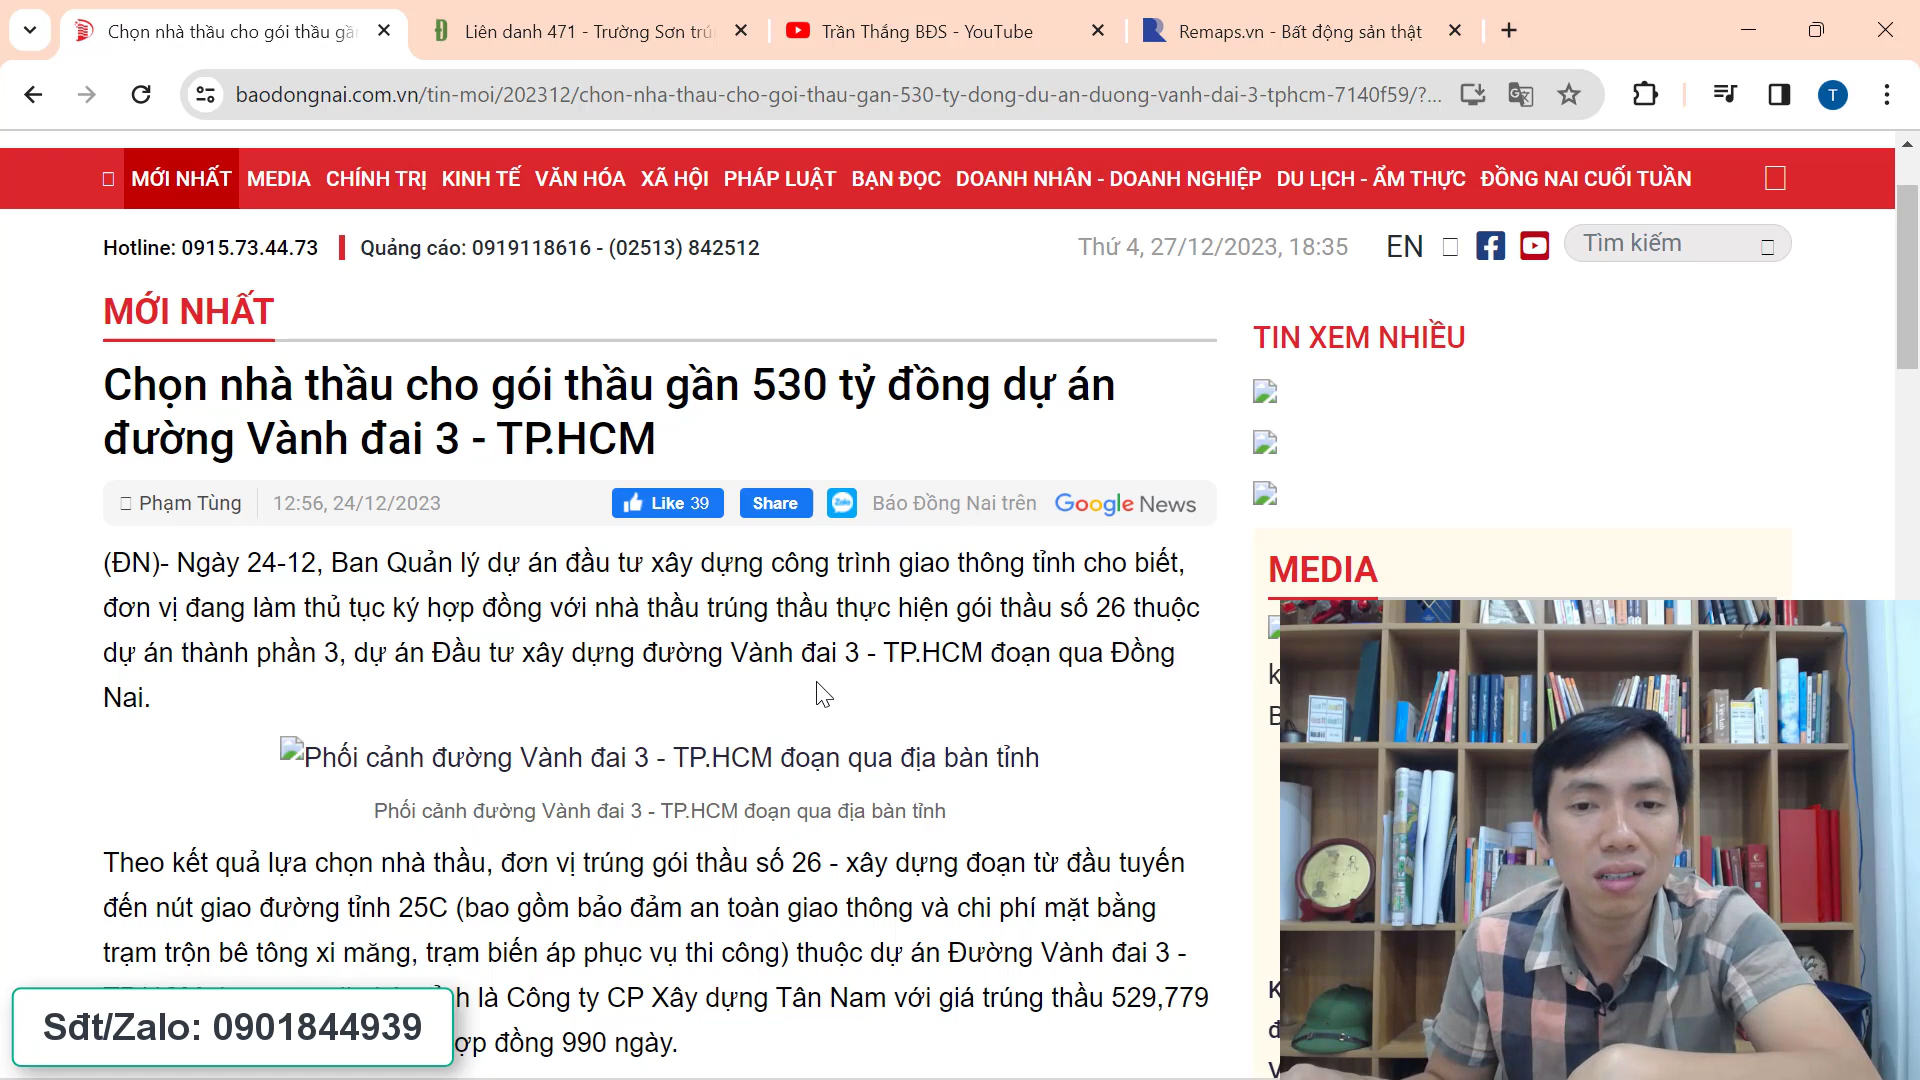 Chọn nhà thầu cho gói thầu gần
Liên danh 471 - Trường Sơn trú
Trần Thắng BĐS - YouTube
Remaps.vn - Bất động sản thật
baodongnai.com.vn/tin-moi/202312/chon-nha-thau-cho-goi-thau-gan-530-ty-dong-du-an-duong-vanh-dai-3-tphcm-7140f59/?...
T
MỚI NHẤT MEDIA CHÍNH TRỊ KINH TẾ VĂN HÓA XÃ HỘI PHÁP LUẬT BẠN ĐỌC DOANH NHÂN - DOANH NGHIỆP DU LỊCH - ẨM THỰC ĐỒNG NAI CUỐI TUẦN
Hotline: 0915.73.44.73 Quảng cáo: 0919118616 - (02513) 842512
Thứ 4, 27/12/2023, 18:35 EN Tìm kiếm
MỚI NHẤT
Chọn nhà thầu cho gói thầu gần 530 tỷ đồng dự án
đường Vành đai 3 - TP.HCM
Phạm Tùng 12:56, 24/12/2023 Like 39 Share Zalo Báo Đồng Nai trên Google News
(ĐN)- Ngày 24-12, Ban Quản lý dự án đầu tư xây dựng công trình giao thông tỉnh cho biết,
đơn vị đang làm thủ tục ký hợp đồng với nhà thầu trúng thầu thực hiện gói thầu số 26 thuộc
dự án thành phần 3, dự án Đầu tư xây dựng đường Vành đai 3 - TP.HCM đoạn qua Đồng
Nai.
Phối cảnh đường Vành đai 3 - TP.HCM đoạn qua địa bàn tỉnh
Phối cảnh đường Vành đai 3 - TP.HCM đoạn qua địa bàn tỉnh
Theo kết quả lựa chọn nhà thầu, đơn vị trúng gói thầu số 26 - xây dựng đoạn từ đầu tuyến
đến nút giao đường tỉnh 25C (bao gồm bảo đảm an toàn giao thông và chi phí mặt bằng
trạm trộn bê tông xi măng, trạm biến áp phục vụ thi công) thuộc dự án Đường Vành đai 3 -
là Công ty CP Xây dựng Tân Nam với giá trúng thầu 529,779
ợp đồng 990 ngày.
TIN XEM NHIỀU
MEDIA
Sđt/Zalo: 0901844939